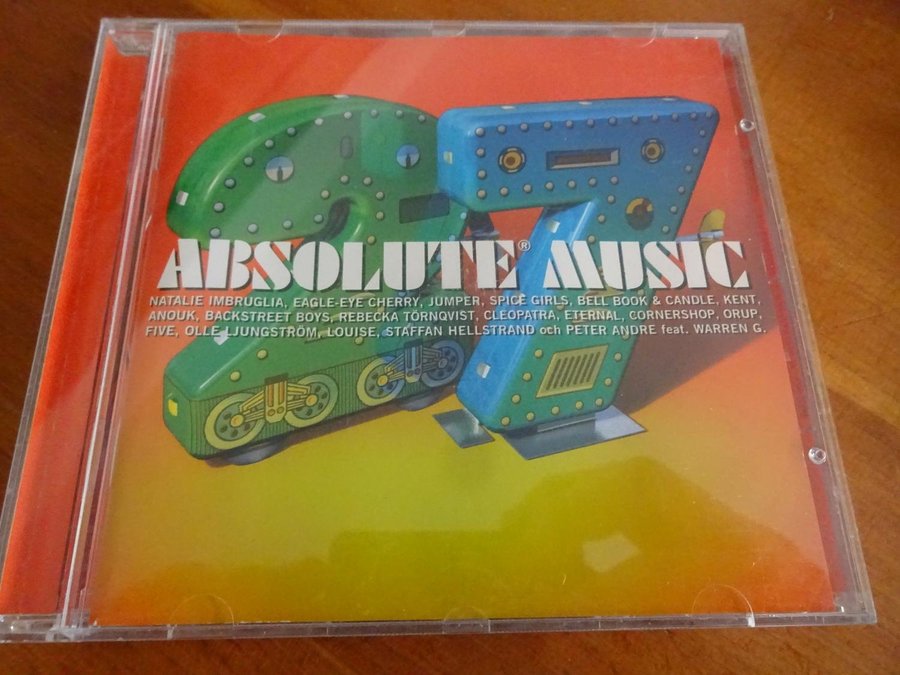 27
ABSOLUTE® MUSIC
NATALIE IMBRUGLIA, EAGLE-EYE CHERRY, JUMPER, SPICE GIRLS, BELL BOOK & CANDLE, KENT,
ANOUK, BACKSTREET BOYS, REBECKA TÖRNQVIST, CLEOPATRA, ETERNAL, CORNERSHOP, ORUP,
FIVE, OLLE LJUNGSTRÖM, LOUISE, STAFFAN HELLSTRAND och PETER ANDRE feat. WARREN G.